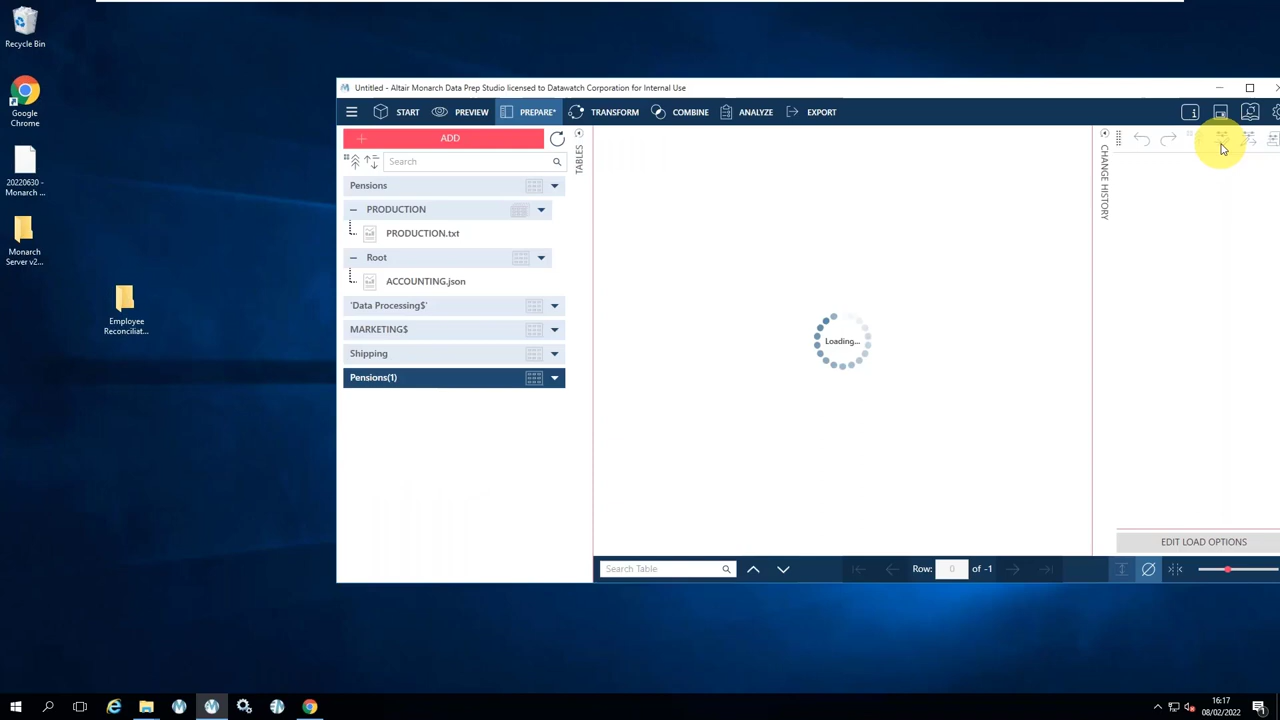 Recycle Bin
Google
Chrome
20220630 -
Monarch ...
Monarch
Server v2...
Employee
Reconciliat...
Untitled - Altair Monarch Data Prep Studio licensed to Datawatch Corporation for Internal Use
START
PREVIEW
PREPARE*
TRANSFORM
COMBINE
ANALYZE
EXPORT
ADD
Search
Pensions
PRODUCTION
PRODUCTION.txt
Root
ACCOUNTING.json
'Data Processing$'
MARKETING$
Shipping
Pensions(1)
TABLES
Loading...
CHANGE HISTORY
EDIT LOAD OPTIONS
Search Table
Row: 0 of -1
16:17
08/02/2022
1